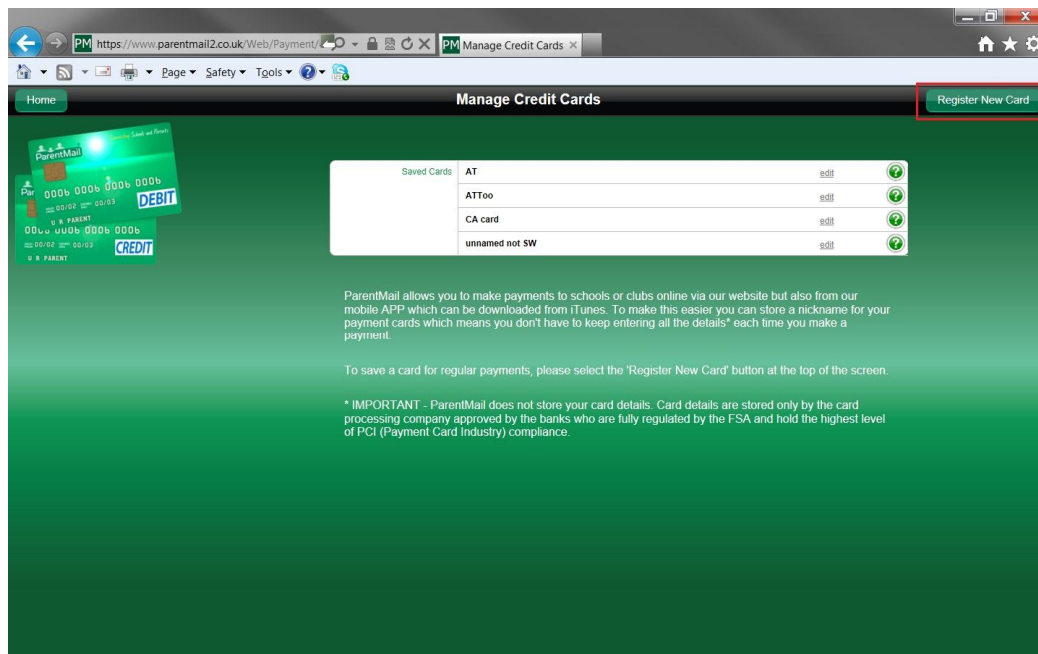 https://www.parentmail2.co.uk/Web/Payment/
PM Manage Credit Cards
Page Safety Tools
Home
Manage Credit Cards
Register New Card
ParentMail
0006 0006 0006 0006
00/02 00/03
DEBIT
U R PARENT
0006 0006 0006
00/02 00/03
CREDIT
U R PARENT
Saved Cards AT edit
ATToo edit
CA card edit
unnamed not SW edit
ParentMail allows you to make payments to schools or clubs online via our website but also from our
mobile APP which can be downloaded from iTunes. To make this easier you can store a nickname for your
payment cards which means you don't have to keep entering all the details* each time you make a
payment.
To save a card for regular payments, please select the 'Register New Card' button at the top of the screen.
* IMPORTANT - ParentMail does not store your card details. Card details are stored only by the card
processing company approved by the banks who are fully regulated by the FSA and hold the highest level
of PCI (Payment Card Industry) compliance.